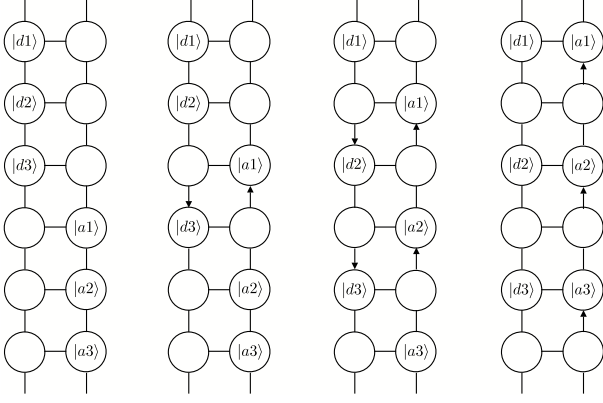 |d1⟩ |d1⟩ |d1⟩ |d1⟩ |a1⟩
|d2⟩ |d2⟩ |a1⟩
|d3⟩ |a1⟩ |d2⟩ |d2⟩ |a2⟩
|a1⟩ |d3⟩ |a2⟩
|a2⟩ |a2⟩ |d3⟩ |d3⟩ |a3⟩
|a3⟩ |a3⟩ |a3⟩